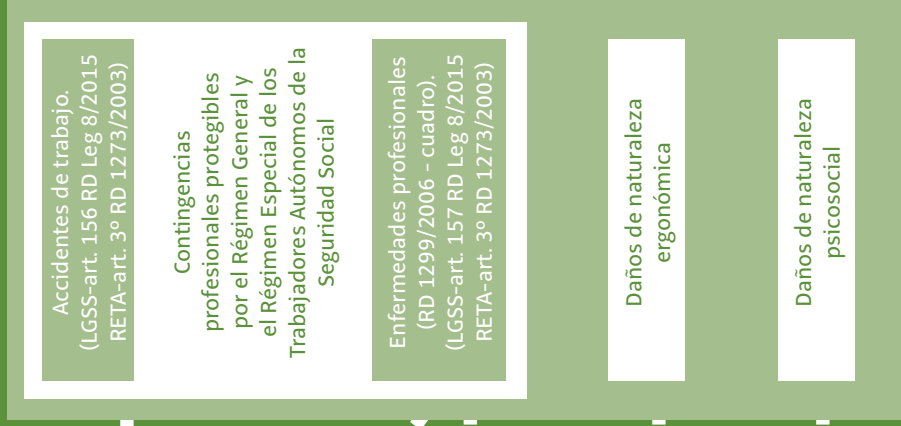 Accidentes de trabajo.
(LGSS-art. 156 RD Leg 8/2015
RETA-art. 3º RD 1273/2003)
Contingencias
profesionales protegibles
por el Régimen General y
el Régimen Especial de los
Trabajadores Autónomos de la
Seguridad Social
Enfermedades profesionales
(RD 1299/2006 - cuadro).
(LGSS-art. 157 RD Leg 8/2015
RETA-art. 3º RD 1273/2003)
Daños de naturaleza
ergonómica
Daños de naturaleza
psicosocial